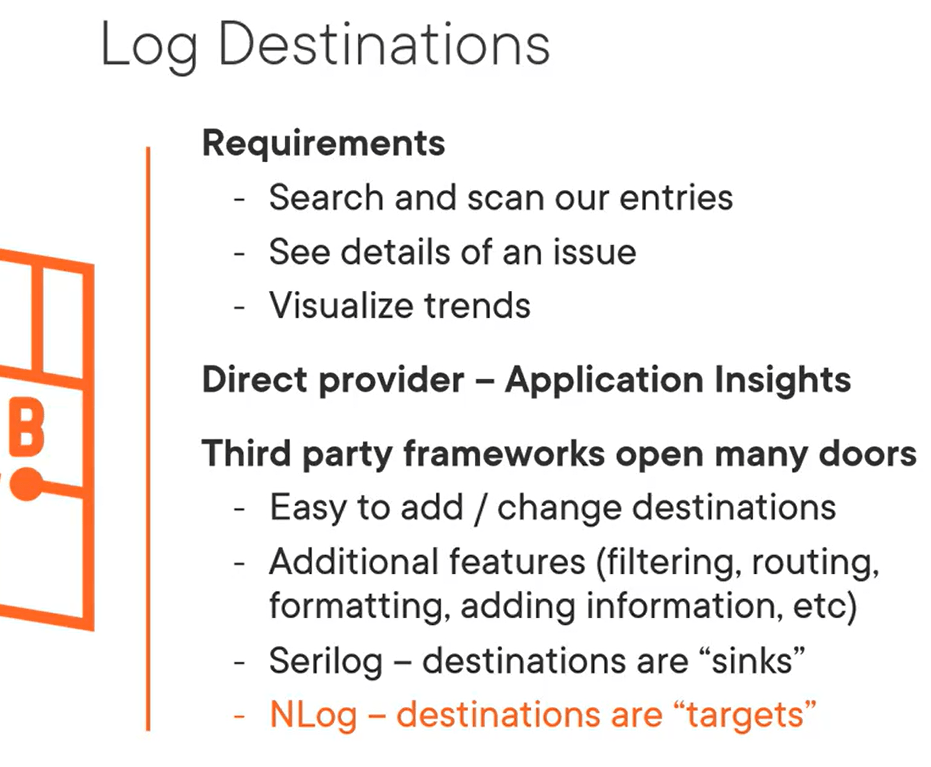 Log Destinations
Requirements
- Search and scan our entries
- See details of an issue
- Visualize trends
Direct provider – Application Insights
B
Third party frameworks open many doors
- Easy to add / change destinations
- Additional features (filtering, routing,
formatting, adding information, etc)
- Serilog – destinations are “sinks”
- NLog – destinations are “targets”